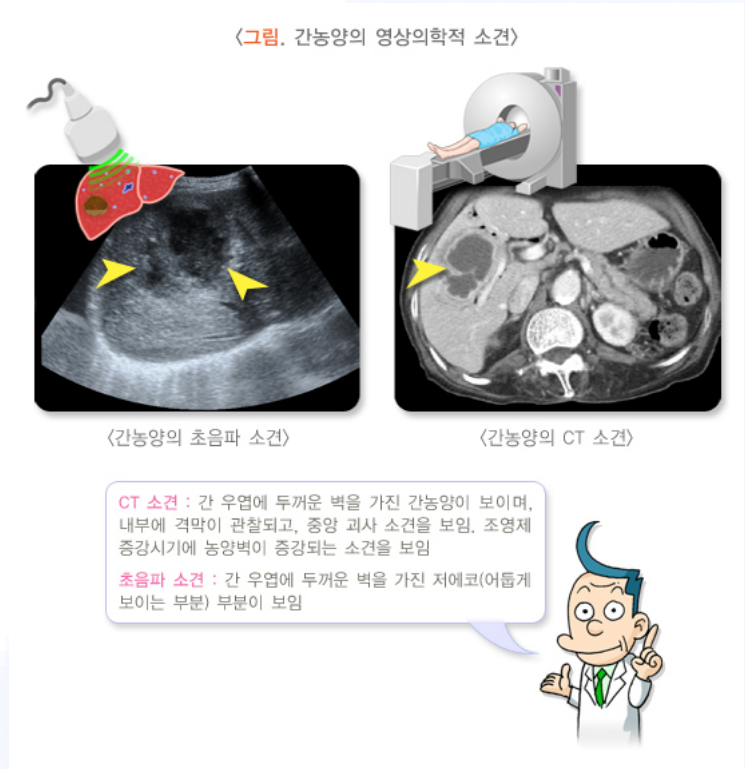 〈그림. 간농양의 영상의학적 소견〉
〈간농양의 초음파 소견〉
〈간농양의 CT 소견〉
CT 소견 : 간 우엽에 두꺼운 벽을 가진 간농양이 보이며,
내부에 격막이 관찰되고, 중앙 괴사 소견을 보임. 조영제
증강시기에 농양벽이 증강되는 소견을 보임
초음파 소견 : 간 우엽에 두꺼운 벽을 가진 저에코(어둡게
보이는 부분) 부분이 보임